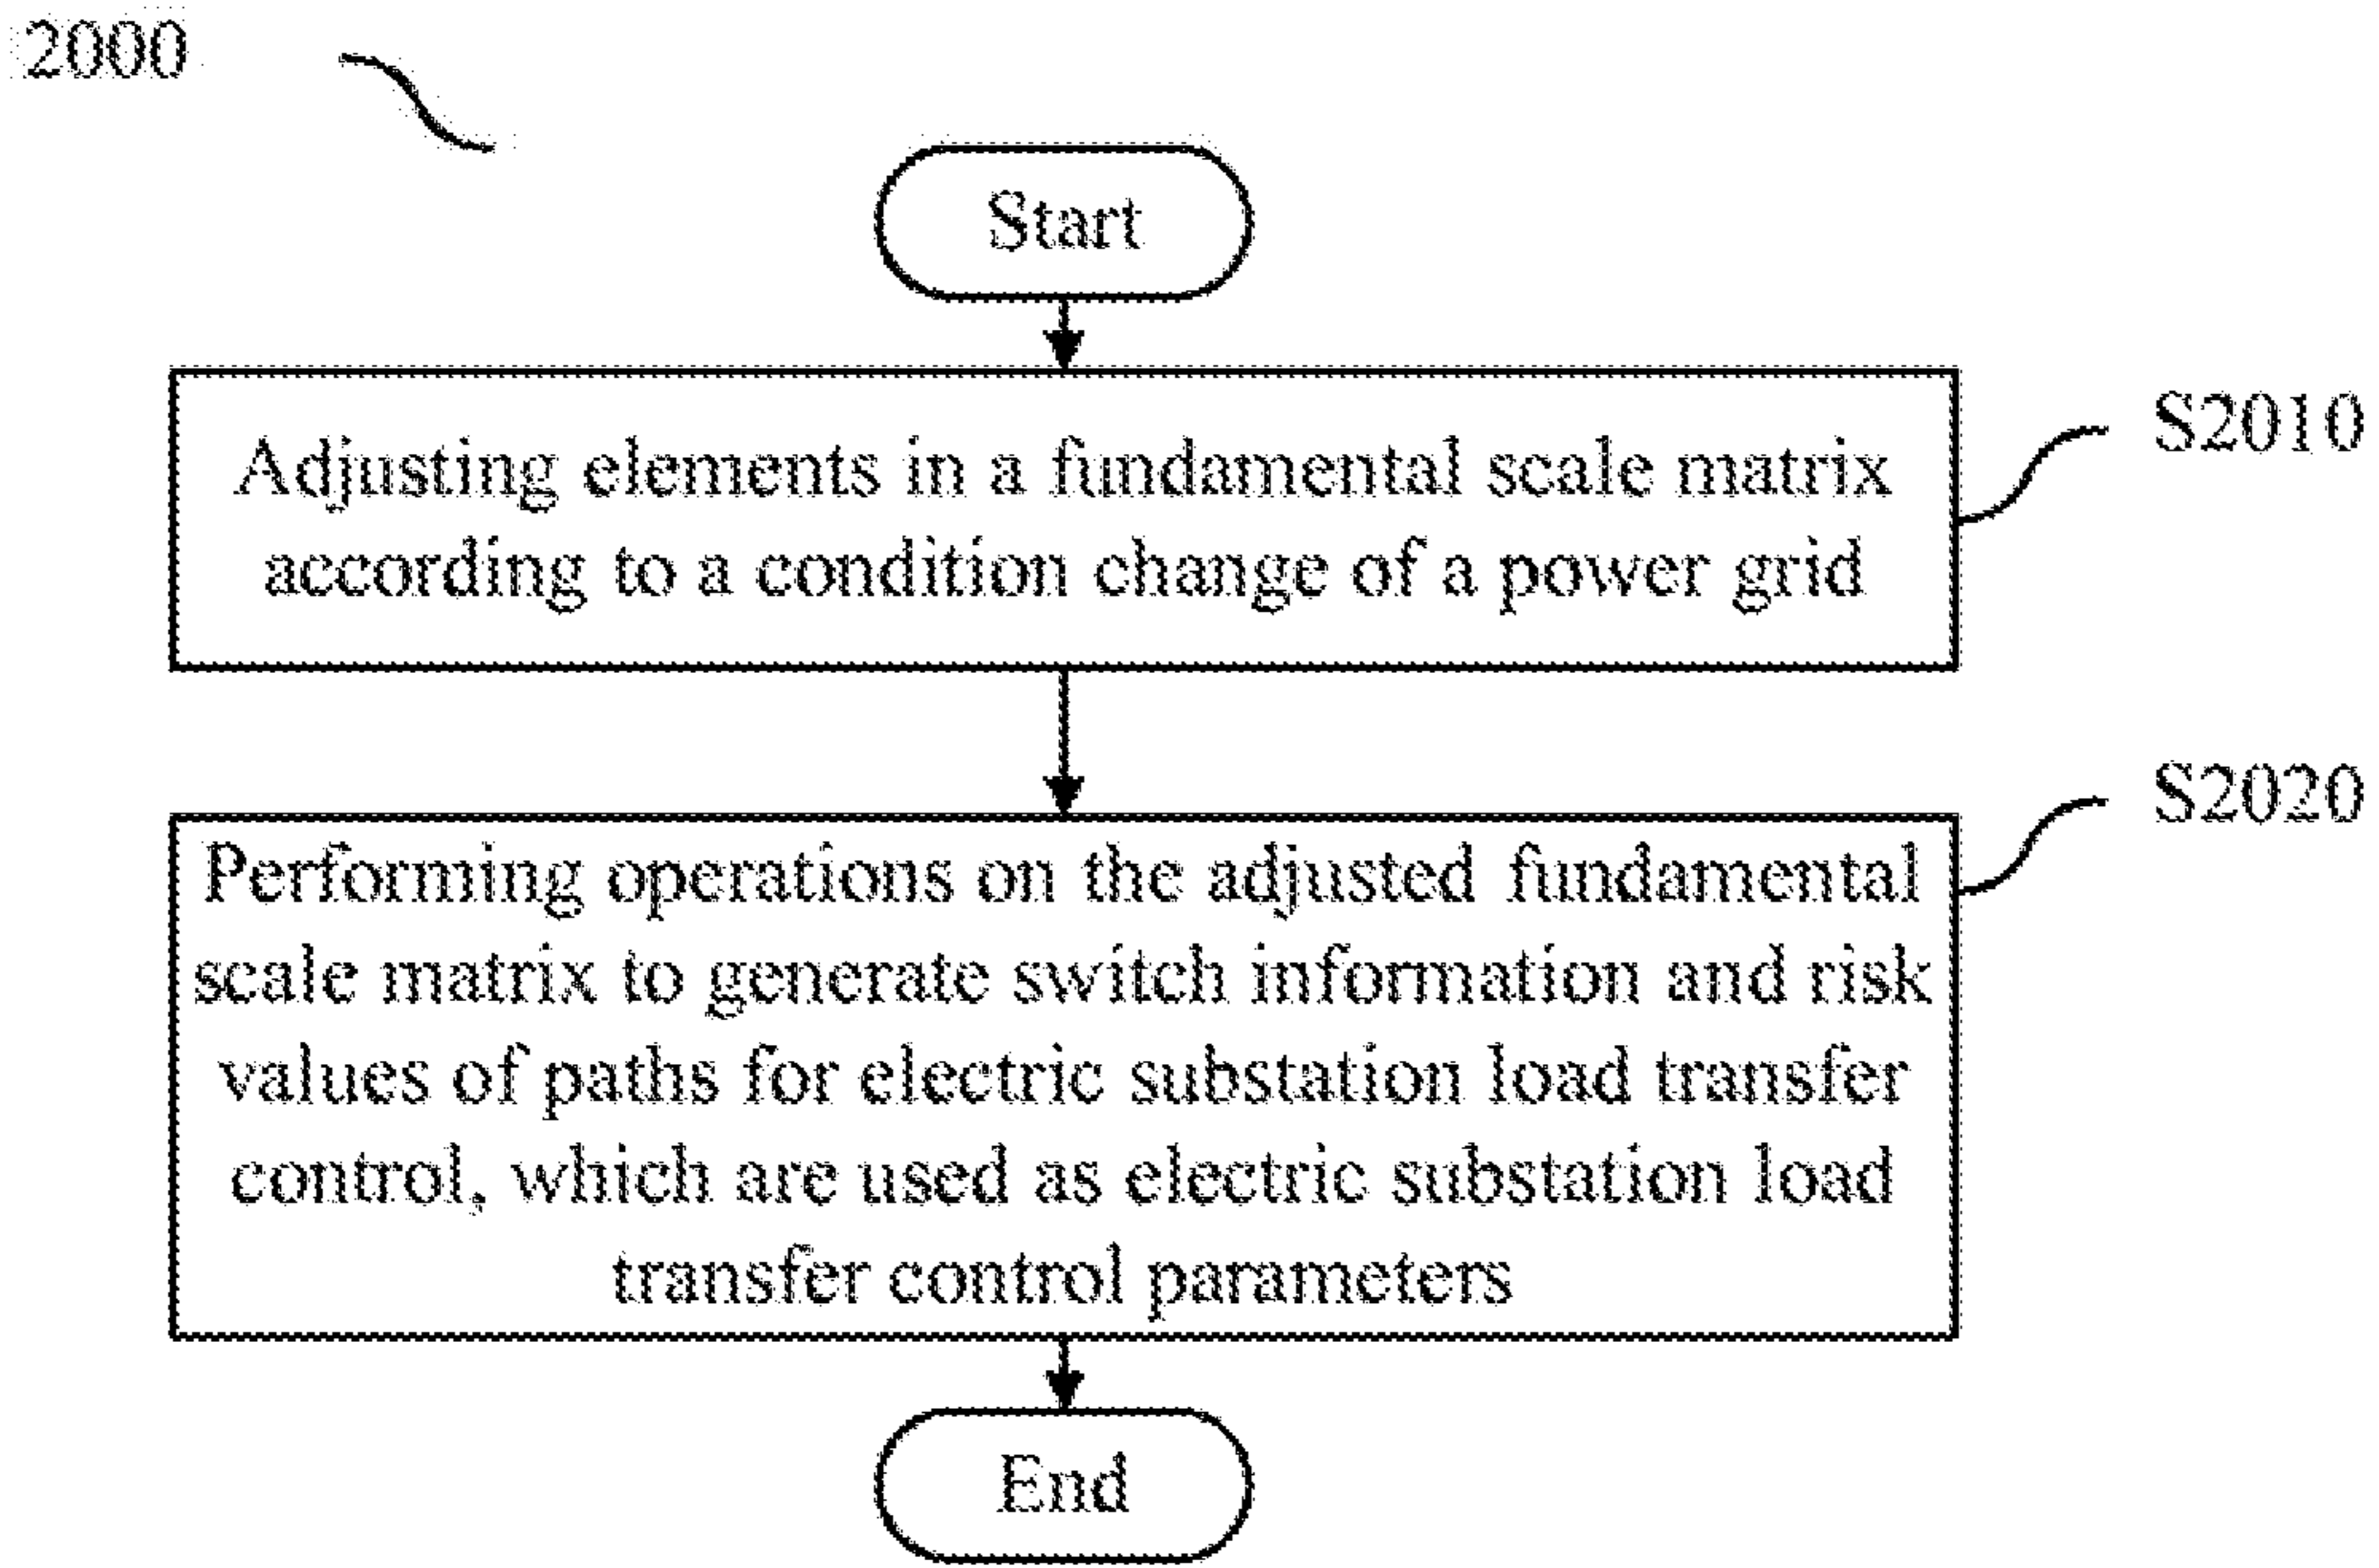 2000
Start
Adjusting elements in a fundamental scale matrix
according to a condition change of a power grid
S2010
Performing operations on the adjusted fundamental
scale matrix to generate switch information and risk
values of paths for electric substation load transfer
control, which are used as electric substation load
transfer control parameters
S2020
End